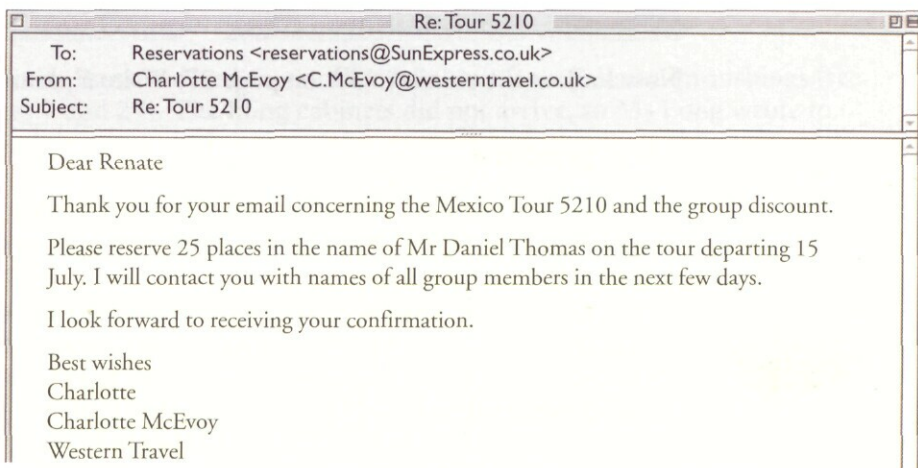 Re: Tour 5210
To: Reservations <reservations@SunExpress.co.uk>
From: Charlotte McEvoy <C.McEvoy@western.travel.co.uk>
Subject: Re: Tour 5210
Dear Renate
Thank you for your email concerning the Mexico Tour 5210 and the group discount.
Please reserve 25 places in the name of Mr Daniel Thomas on the tour departing 15
July. I will contact you with names of all group members in the next few days.
I look forward to receiving your confirmation.
Best wishes
Charlotte
Charlotte McEvoy
Western Travel